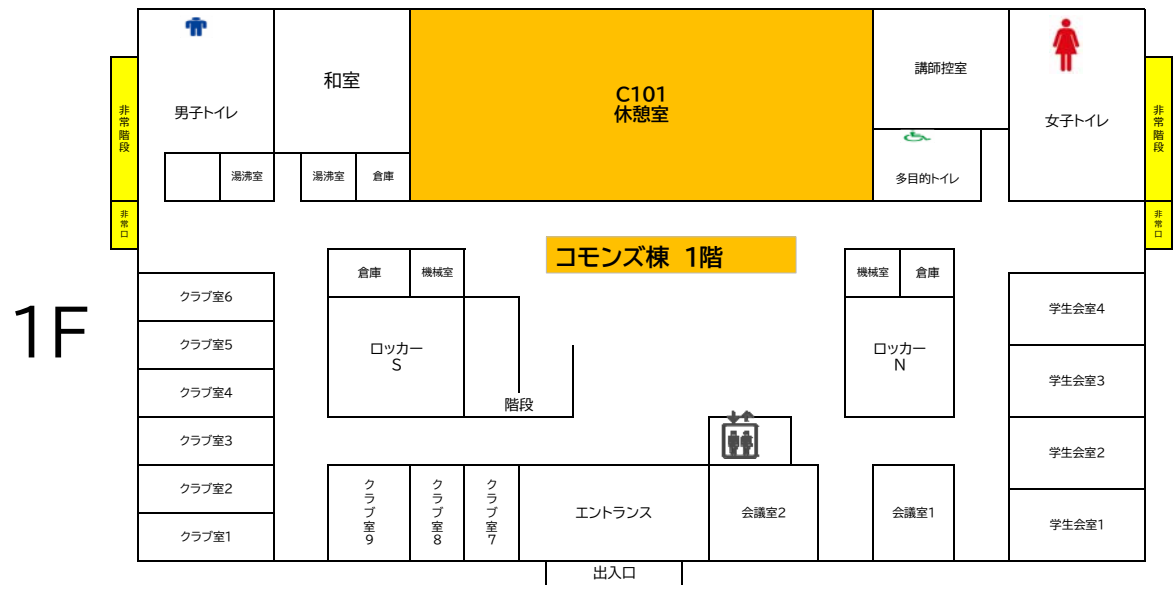 和室
C101
休憩室
講師控室
男子トイレ
女子トイレ
非常階段
非常階段
湯沸室
湯沸室
倉庫
多目的トイレ
非常口
非常口
コモンズ棟 1階
倉庫
機械室
機械室
倉庫
1F
クラブ室6
クラブ室5
クラブ室4
クラブ室3
クラブ室2
クラブ室1
ロッカー
S
階段
ロッカー
N
学生会室4
学生会室3
学生会室2
学生会室1
クラブ室9
クラブ室8
クラブ室7
エントランス
会議室2
会議室1
出入口